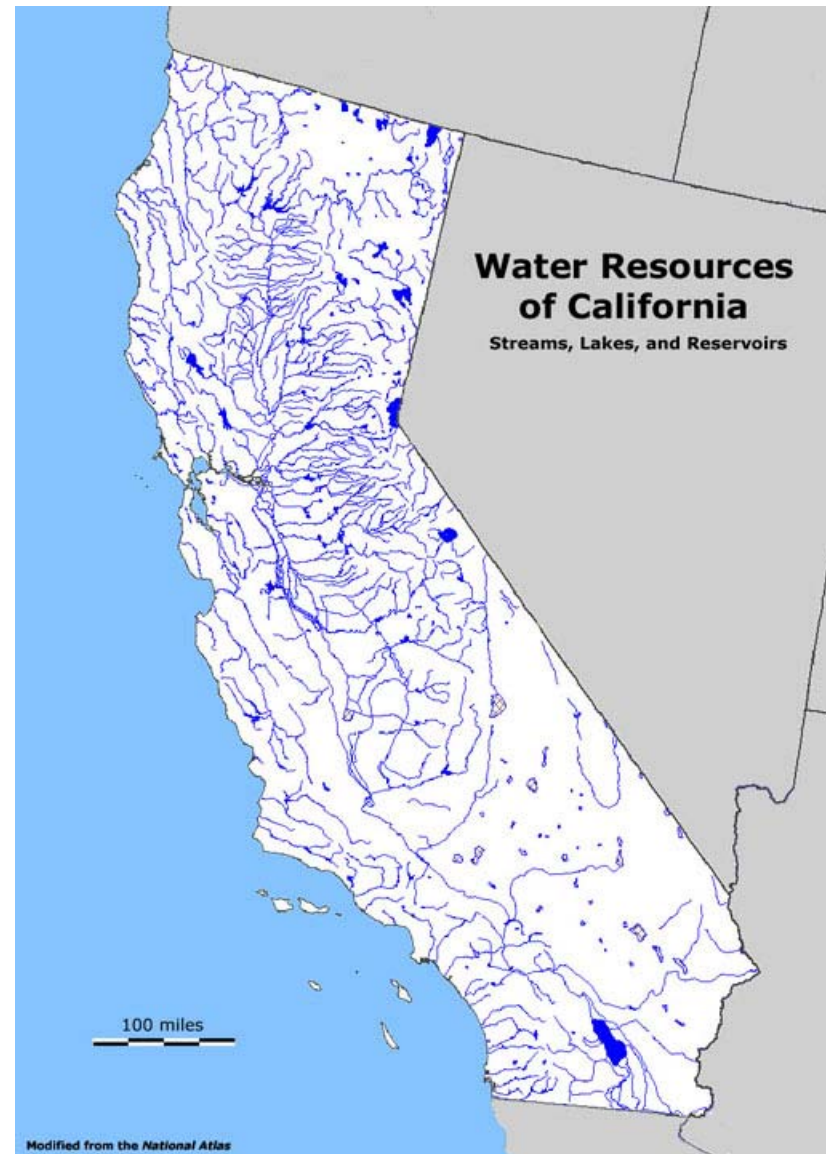 Water Resources
of California
Streams, Lakes, and Reservoirs
100 miles
Modified from the National Atlas